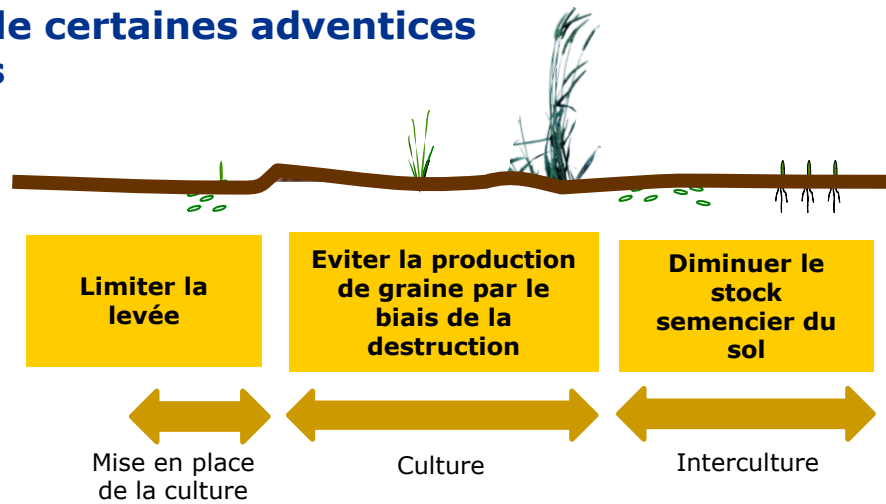 le certaines adventices
s
Limiter la
levée
Eviter la production
de graine par le
biais de la
destruction
Diminuer le
stock
semencier du
sol
Mise en place
de la culture
Culture
Interculture